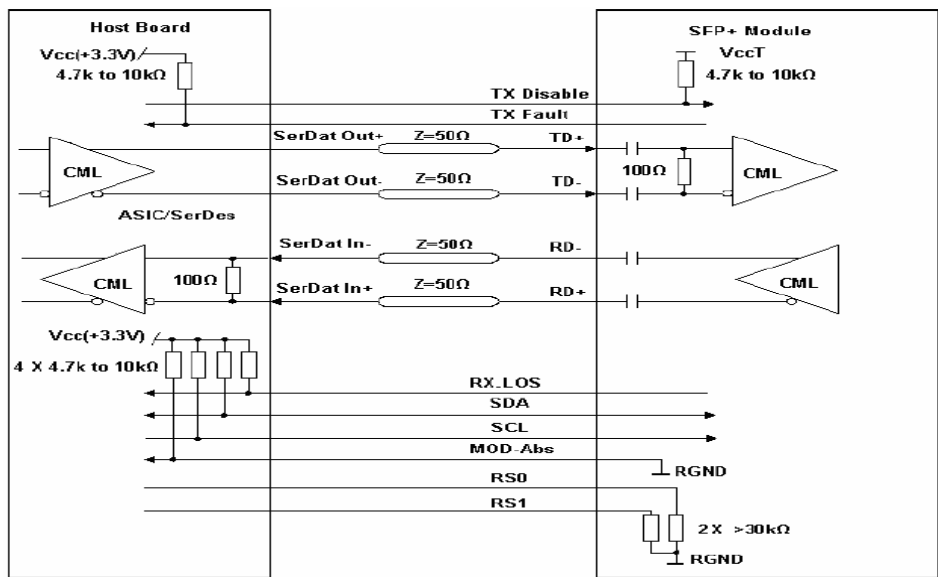 Host Board
SFP+ Module
Vcc(+3.3V)
4.7k to 10kΩ
VccT
4.7k to 10kΩ
TX Disable
TX Fault
SerDat Out+
Z=50Ω
TD+
CML
100Ω
CML
SerDat Out-
Z=50Ω
TD-
ASIC/SerDes
SerDat In-
Z=50Ω
RD-
CML
100Ω
CML
SerDat In+
Z=50Ω
RD+
Vcc(+3.3V)
4 X 4.7k to 10kΩ
RX_LOS
SDA
SCL
MOD-Abs
RGND
RS0
RS1
2X >30kΩ
RGND